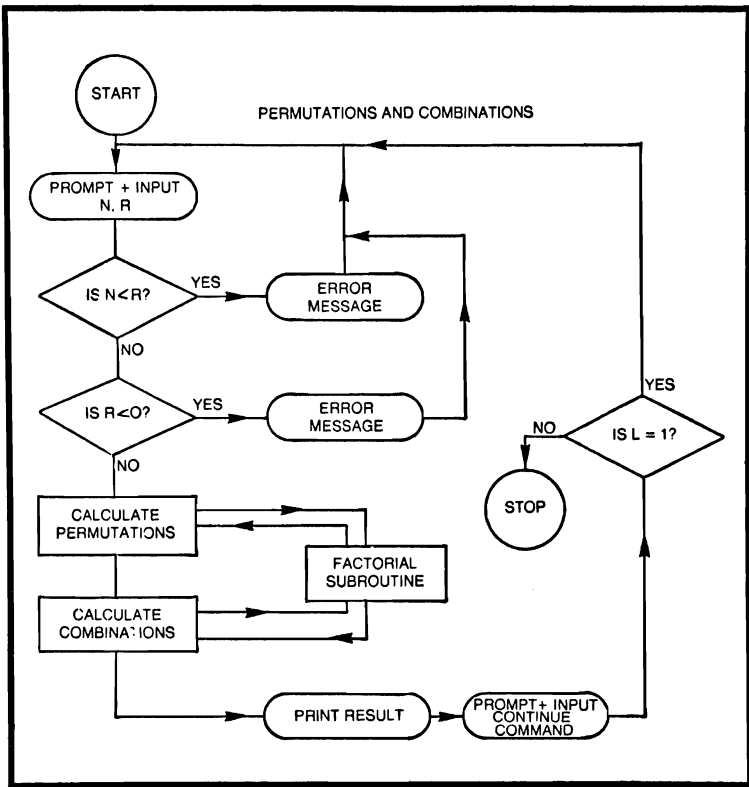 START
PERMUTATIONS AND COMBINATIONS
PROMPT + INPUT
N, R
IS N<R?
YES
ERROR
MESSAGE
NO
IS R<O?
YES
ERROR
MESSAGE
NO
YES
IS L = 1?
NO
STOP
CALCULATE
PERMUTATIONS
FACTORIAL
SUBROUTINE
CALCULATE
COMBINATIONS
PRINT RESULT
PROMPT+ INPUT
CONTINUE
COMMAND